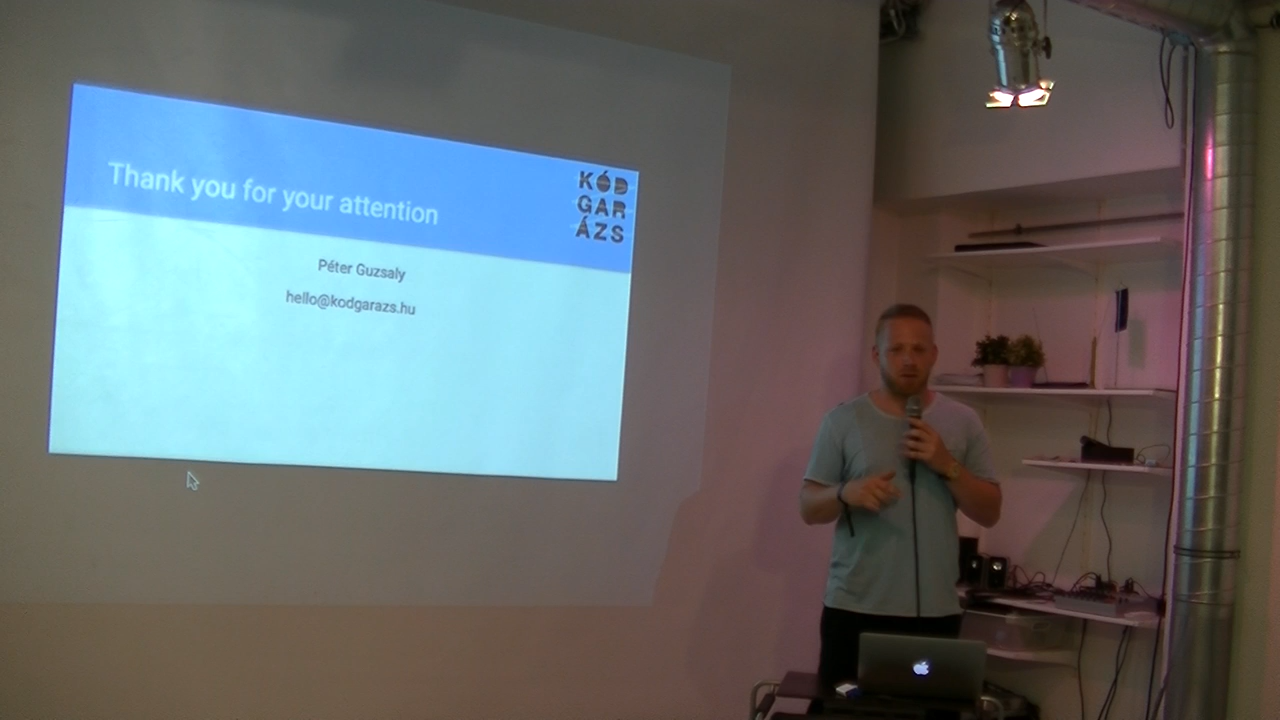 Thank you for your attention
KÓD
GAR
ÁZS
Péter Guzsaly
hello@kodgarazs.hu